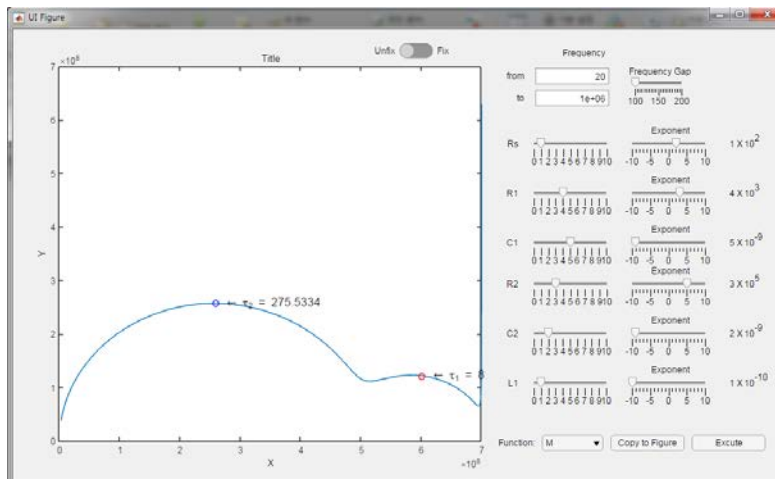 UI Figure
Title
Unfix
Fix
×10⁸
7
6
5
4
3
2
1
0
Y
← τ₂ = 275.5334
← τ₁ = 8
0 1 2 3 4 5 6 7
X
Frequency
from 20
to 1e+06
Frequency Gap
100 150 200
Rs
0 1 2 3 4 5 6 7 8 9 10
Exponent
-10 -5 0 5 10
1 X 10²
R1
0 1 2 3 4 5 6 7 8 9 10
Exponent
-10 -5 0 5 10
4 X 10³
C1
0 1 2 3 4 5 6 7 8 9 10
Exponent
-10 -5 0 5 10
5 X 10⁻⁹
R2
0 1 2 3 4 5 6 7 8 9 10
Exponent
-10 -5 0 5 10
3 X 10⁵
C2
0 1 2 3 4 5 6 7 8 9 10
Exponent
-10 -5 0 5 10
2 X 10⁻⁹
L1
0 1 2 3 4 5 6 7 8 9 10
Exponent
-10 -5 0 5 10
1 X 10⁻¹⁰
Function: M
Copy to Figure
Excute